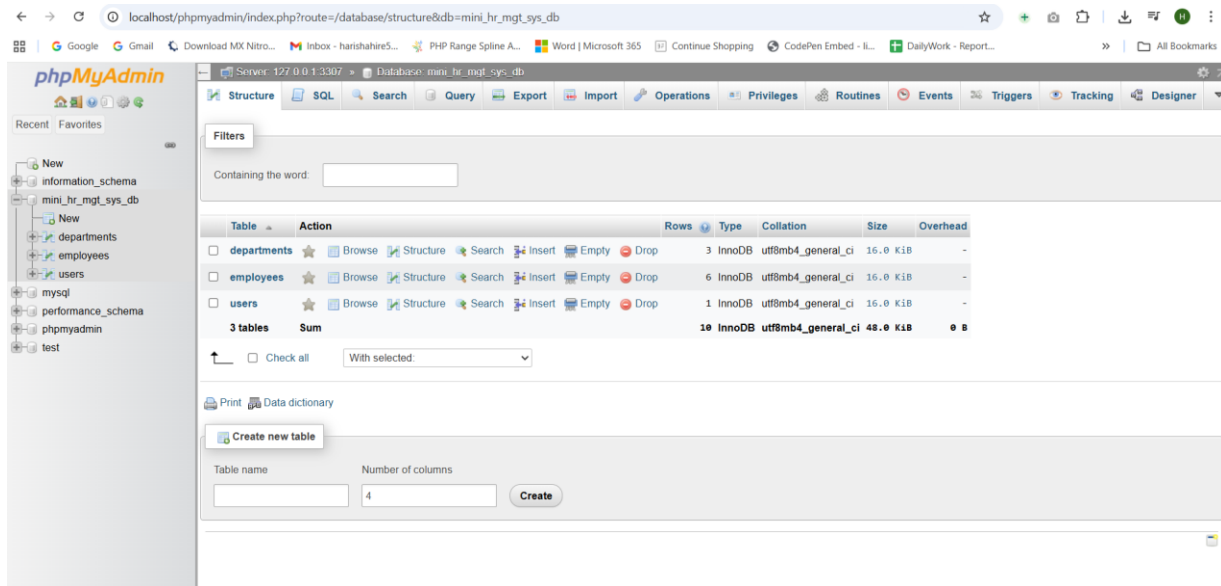 localhost/phpmyadmin/index.php?route=/database/structure&db=mini_hr_mgt_sys_db
H
Google Gmail Download MX Nitro... Inbox - harishahire5... PHP Range Spline A... Word | Microsoft 365 Continue Shopping CodePen Embed - li... DailyWork - Report... » All Bookmarks
phpMyAdmin
Recent Favorites
New
information_schema
mini_hr_mgt_sys_db
New
departments
employees
users
mysql
performance_schema
phpmyadmin
test
Server: 127.0.0.1:3307 » Database: mini_hr_mgt_sys_db
Structure SQL Search Query Export Import Operations Privileges Routines Events Triggers Tracking Designer
Filters
Containing the word:
Table Action Rows Type Collation Size Overhead
departments Browse Structure Search Insert Empty Drop 3 InnoDB utf8mb4_general_ci 16.0 KiB -
employees Browse Structure Search Insert Empty Drop 6 InnoDB utf8mb4_general_ci 16.0 KiB -
users Browse Structure Search Insert Empty Drop 1 InnoDB utf8mb4_general_ci 16.0 KiB -
3 tables Sum 10 InnoDB utf8mb4_general_ci 48.0 KiB 0 B
Check all With selected:
Print Data dictionary
Create new table
Table name Number of columns
4 Create